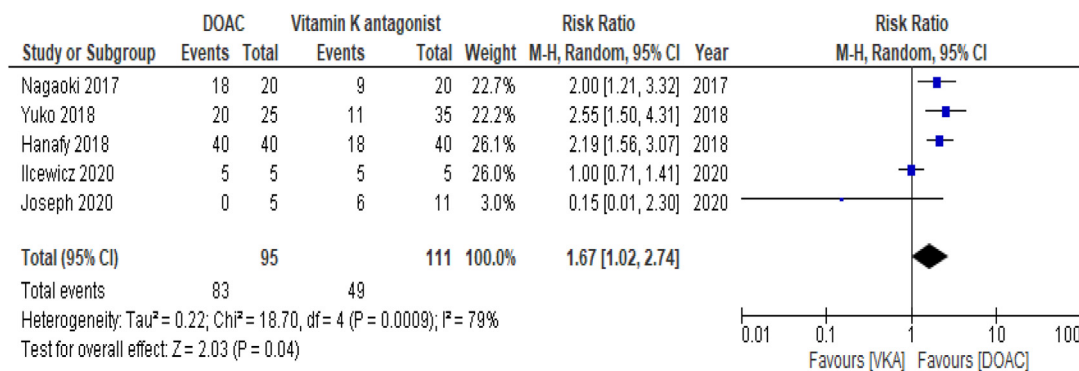 DOAC Vitamin K antagonist Risk Ratio Risk Ratio
Study or Subgroup Events Total Events Total Weight M-H, Random, 95% CI Year M-H, Random, 95% CI
Nagaoki 2017 18 20 9 20 22.7% 2.00 [1.21, 3.32] 2017
Yuko 2018 20 25 11 35 22.2% 2.55 [1.50, 4.31] 2018
Hanafy 2018 40 40 18 40 26.1% 2.19 [1.56, 3.07] 2018
Ilcewicz 2020 5 5 5 5 26.0% 1.00 [0.71, 1.41] 2020
Joseph 2020 0 5 6 11 3.0% 0.15 [0.01, 2.30] 2020
Total (95% CI) 95 111 100.0% 1.67 [1.02, 2.74]
Total events 83 49
Heterogeneity: Tau² = 0.22; Chi² = 18.70, df = 4 (P = 0.0009); I² = 79%
Test for overall effect: Z = 2.03 (P = 0.04)
0.01 0.1 1 10 100
Favours [VKA] Favours [DOAC]